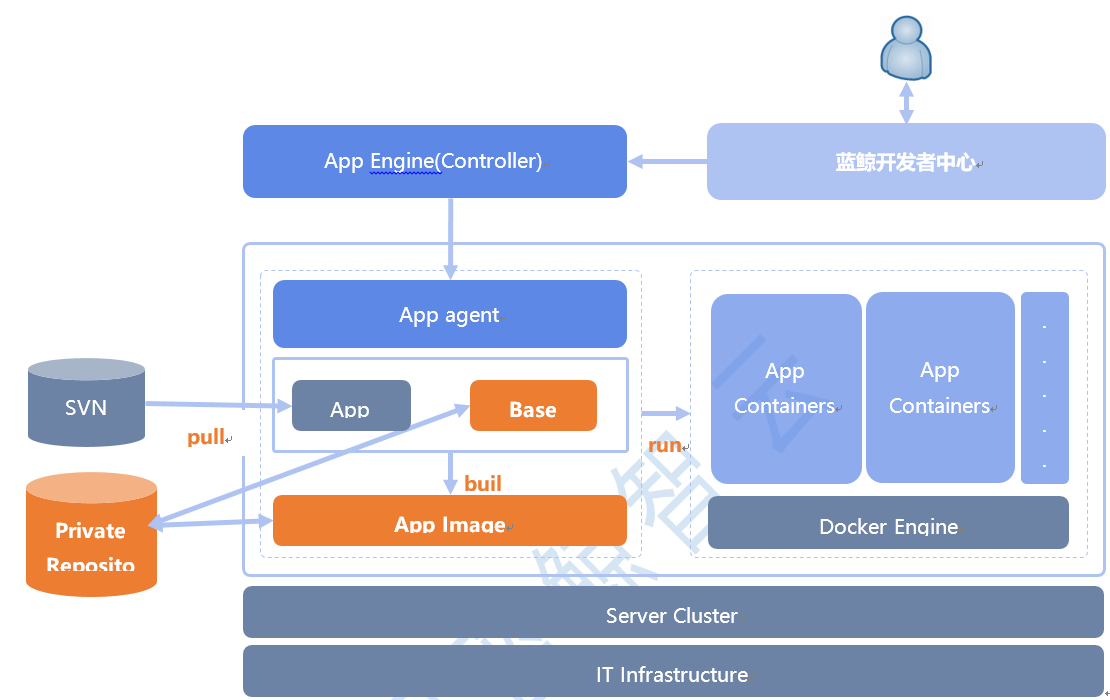 App Engine(Controller)
蓝鲸开发者中心
App agent
SVN
App
Base
pull
App
Containers
App
Containers
run
buil
Private
Reposito
App Image
Docker Engine
Server Cluster
IT Infrastructure